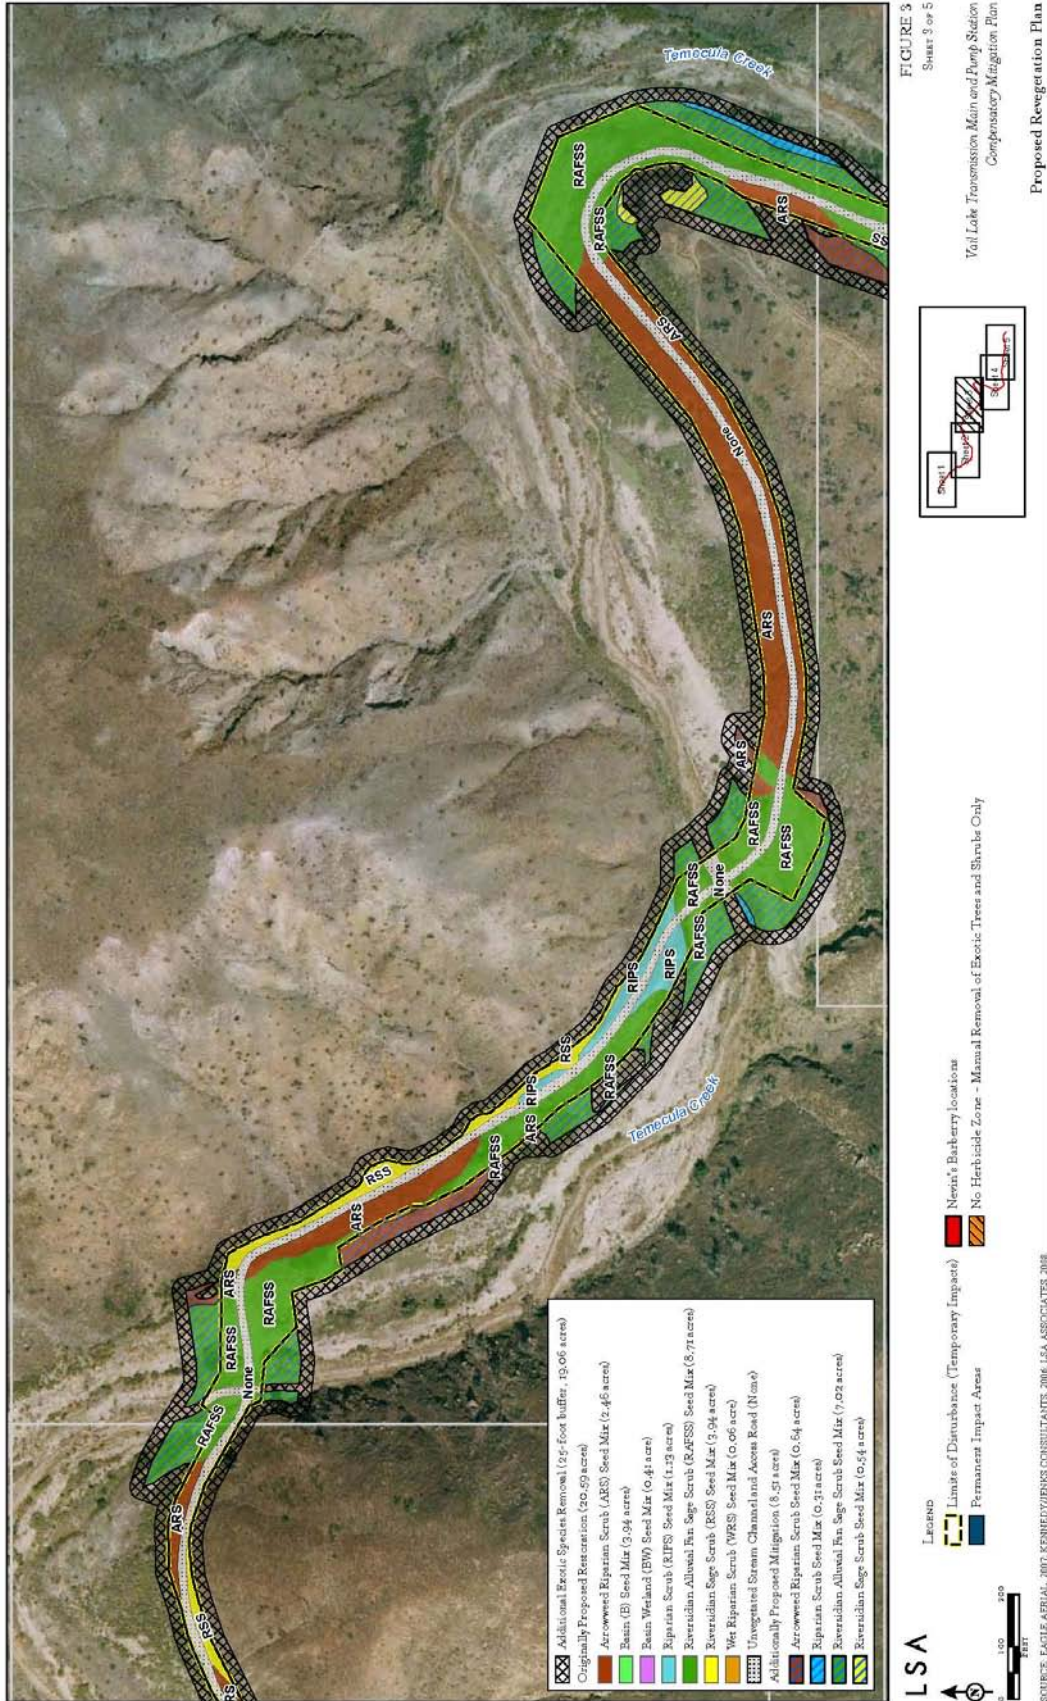 FIGURE 3
SHEET 3 OF 5
Vail Lake Transmission Main and Pump Station
Compensatory Mitigation Plan
Proposed Revegetation Plan
Temecula Creek
RAFSS
RAFSS
ARS
SS
ARS
None
ARS
ARS
RAFSS
RAFSS
RAFSS
None
RAFSS
RIPS
RIPS
RSS
RAFSS
RIPS
ARS
RAFSS
Temecula Creek
RSS
ARS
ARS
RAFSS
RAFSS
None
RAFSS
ARS
RSS
RS
Additional Exotic Species Removal (25-foot buffer, 19.06 acres)
Originally Proposed Restoration (20.59 acres)
Arrowweed Riparian Scrub (ARS) Seed Mix (2.46 acres)
Basin (B) Seed Mix (3.94 acres)
Basin Wetland (BW) Seed Mix (0.41 acre)
Riparian Scrub (RIPS) Seed Mix (1.13 acres)
Riversidian Alluvial Fan Sage Scrub (RAFSS) Seed Mix (8.71 acres)
Riversidian Sage Scrub (RSS) Seed Mix (3.94 acres)
Wet Riparian Scrub (WRS) Seed Mix (0.06 acre)
Unvegetated Stream Channel and Access Road (None)
Additionally Proposed Mitigation (8.51 acres)
Arrowweed Riparian Scrub Seed Mix (0.64 acres)
Riparian Scrub Seed Mix (0.31 acres)
Riversidian Alluvial Fan Sage Scrub Seed Mix (7.02 acres)
Riversidian Sage Scrub Seed Mix (0.54 acres)
LSA
N
0 100 200
FEET
LEGEND
Limits of Disturbance (Temporary Impacts)
Permanent Impact Areas
Nevin's Barberry locations
No Herbicide Zone - Manual Removal of Exotic Trees and Shrubs Only
Sheet 1
Sheet 2
Sheet 4
SOURCE: EAGLE AERIAL, 2007; KENNEDY/JENKS CONSULTANTS, 2006; LSA ASSOCIATES, 2008